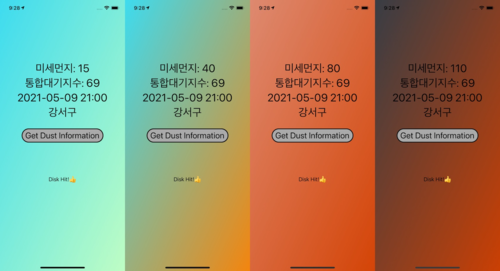 9:28
미세먼지: 15
통합대기지수: 69
2021-05-09 21:00
강서구
Get Dust Information
Disk Hit!👍
9:28
미세먼지: 40
통합대기지수: 69
2021-05-09 21:00
강서구
Get Dust Information
Disk Hit!👍
9:28
미세먼지: 80
통합대기지수: 69
2021-05-09 21:00
강서구
Get Dust Information
Disk Hit!👍
9:28
미세먼지: 110
통합대기지수: 69
2021-05-09 21:00
강서구
Get Dust Information
Disk Hit!👍